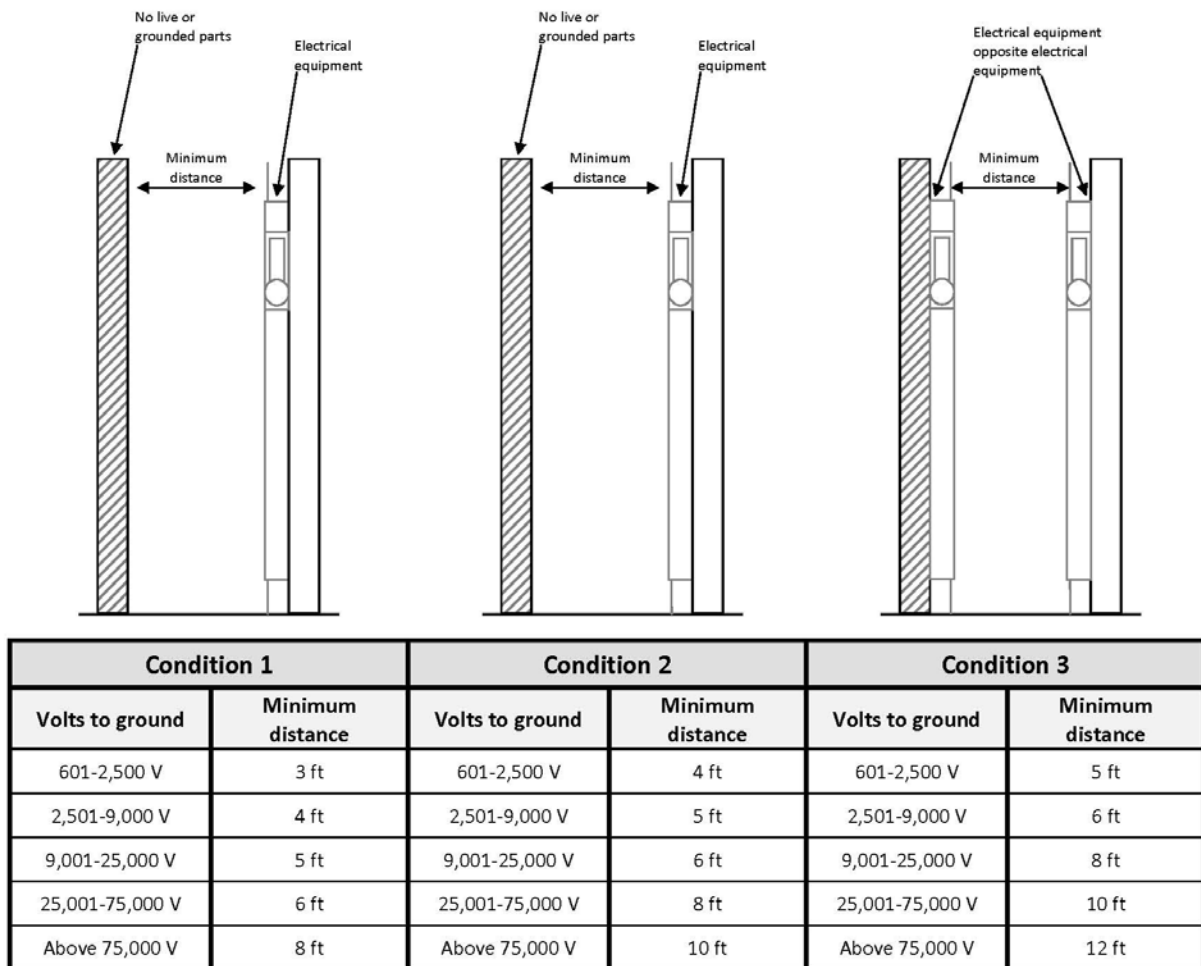 No live or
grounded parts
Electrical
equipment
Minimum
distance
No live or
grounded parts
Electrical
equipment
Minimum
distance
Electrical equipment
opposite electrical
equipment
Minimum
distance
Condition 1 Condition 2 Condition 3
Volts to ground Minimum distance Volts to ground Minimum distance Volts to ground Minimum distance
601-2,500 V 3 ft 601-2,500 V 4 ft 601-2,500 V 5 ft
2,501-9,000 V 4 ft 2,501-9,000 V 5 ft 2,501-9,000 V 6 ft
9,001-25,000 V 5 ft 9,001-25,000 V 6 ft 9,001-25,000 V 8 ft
25,001-75,000 V 6 ft 25,001-75,000 V 8 ft 25,001-75,000 V 10 ft
Above 75,000 V 8 ft Above 75,000 V 10 ft Above 75,000 V 12 ft